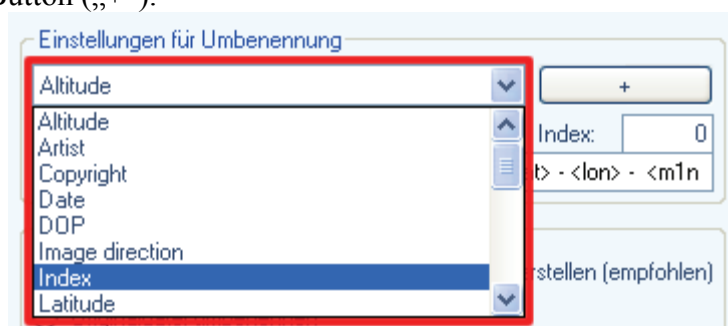 Button („+“).
Einstellungen für Umbenennung
Altitude
+
Altitude
Artist
Index: 0
Copyright
t> - <lon> - <m1n
Date
DOP
Image direction
Index
rstellen (empfohlen)
Latitude